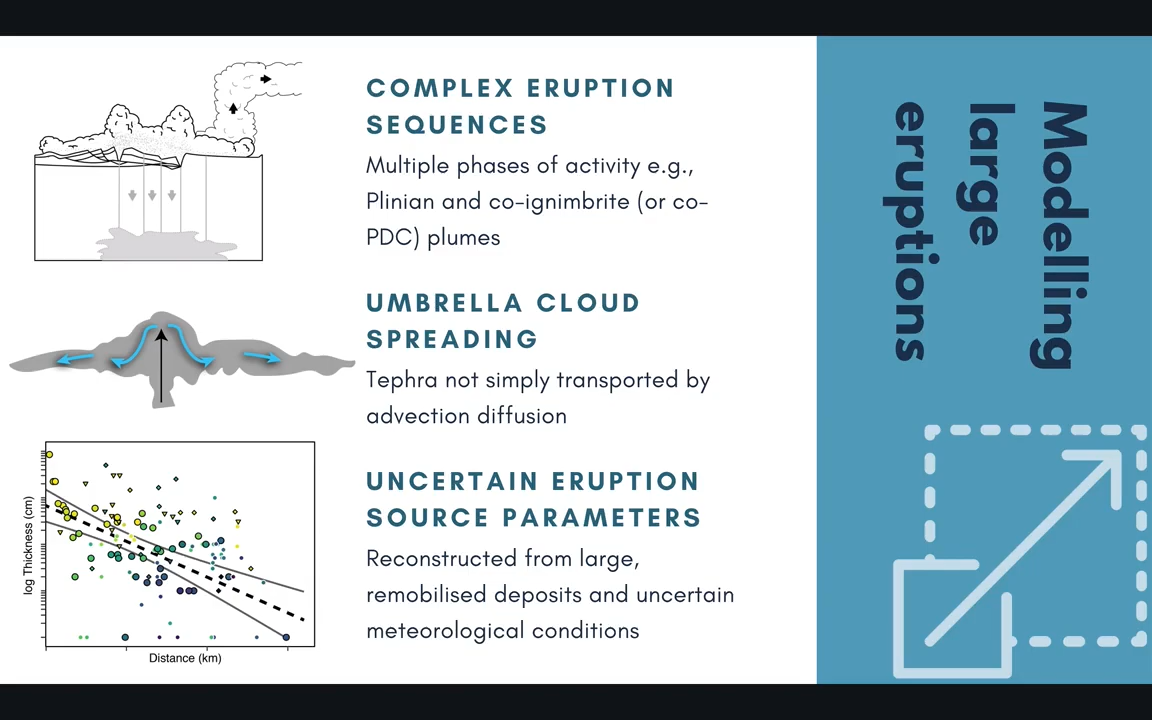 COMPLEX ERUPTION
SEQUENCES
Multiple phases of activity e.g.,
Plinian and co-ignimbrite (or co-
PDC) plumes
UMBRELLA CLOUD
SPREADING
Tephra not simply transported by
advection diffusion
UNCERTAIN ERUPTION
SOURCE PARAMETERS
Reconstructed from large,
remobilised deposits and uncertain
meteorological conditions
log Thickness (cm)
Distance (km)
Modelling
large
eruptions